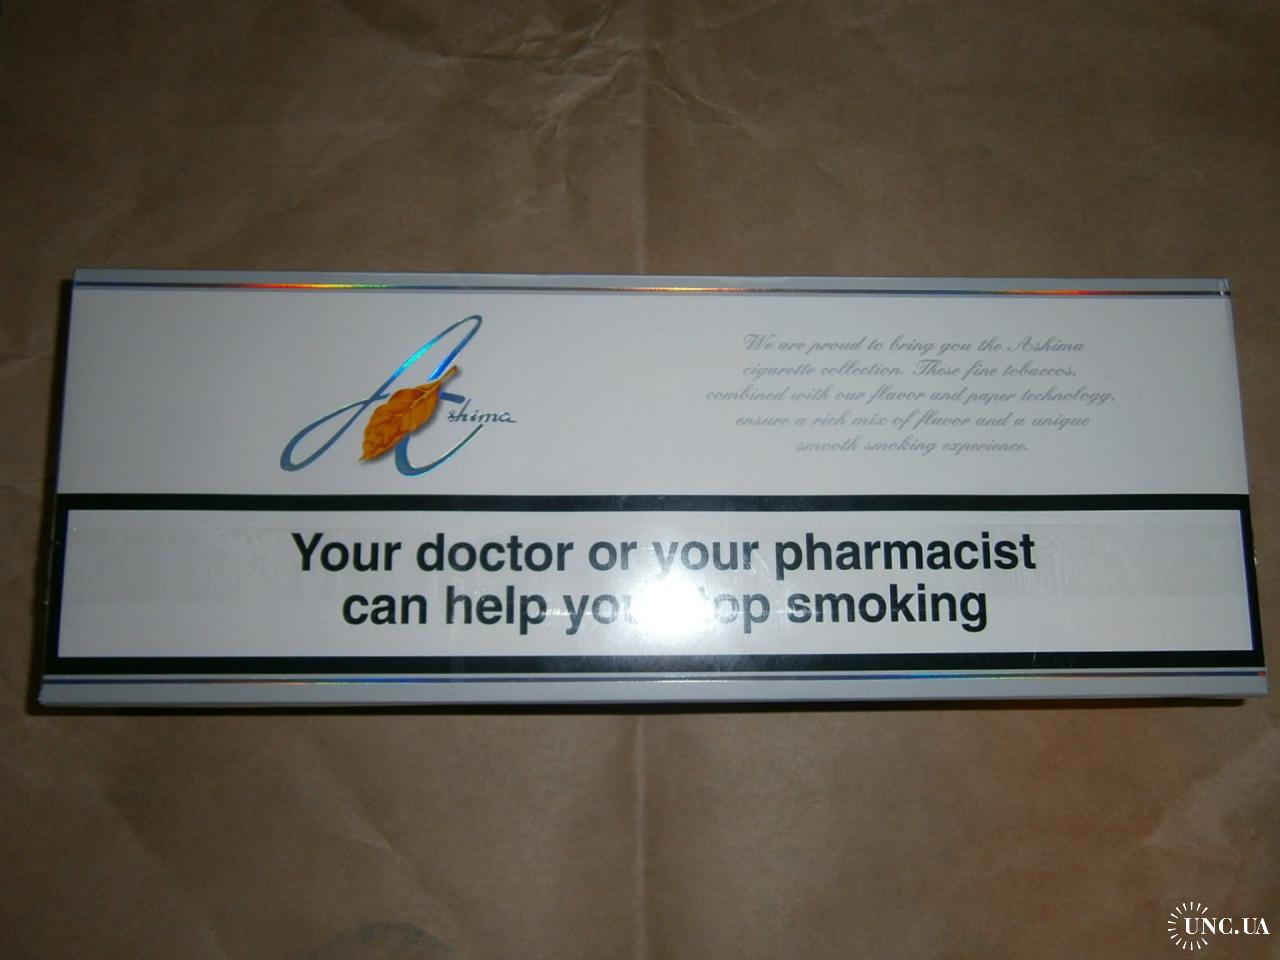 Ashima
We are proud to bring you the Ashima
cigarette collection. These fine tobaccos,
combined with our flavor and paper technology,
ensure a rich mix of flavor and a unique
smooth smoking experience.
Your doctor or your pharmacist
can help you stop smoking
UNC.UA